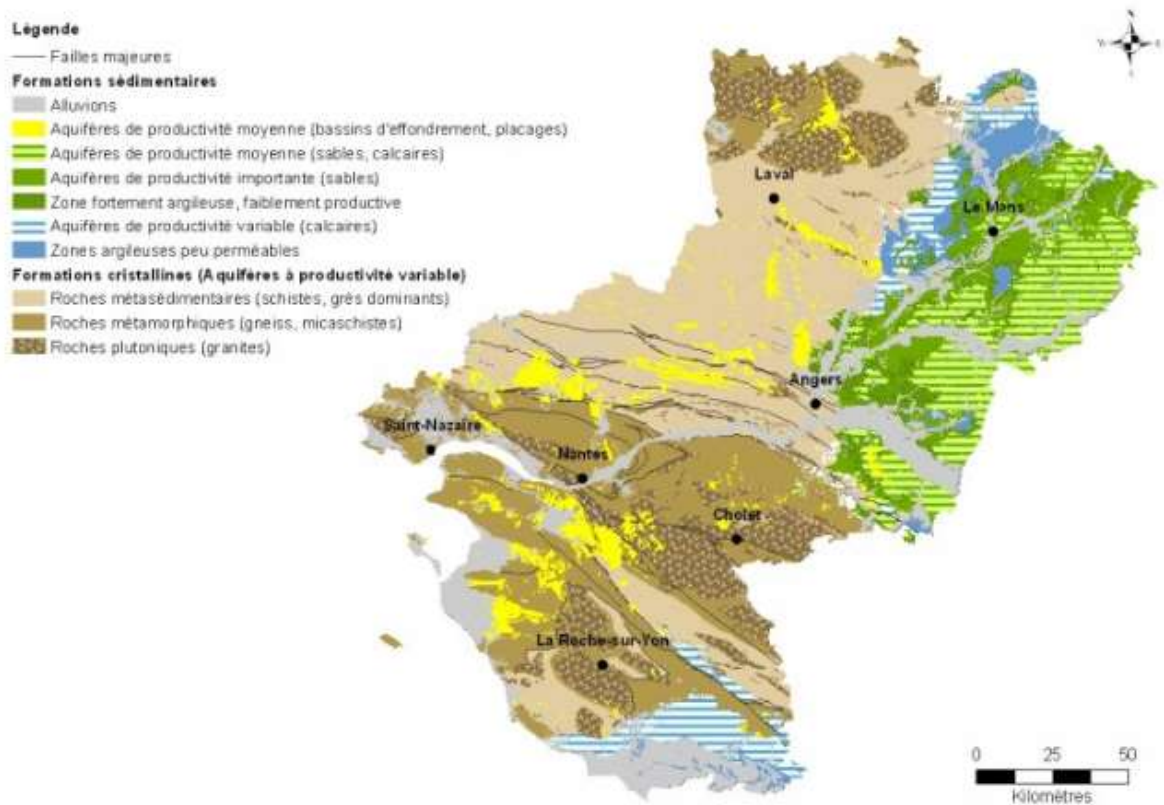 Légende
Failles majeures
Formations sédimentaires
Alluvions
Aquifères de productivité moyenne (bassins d'effondrement, placages)
Aquifères de productivité moyenne (sables, calcaires)
Aquifères de productivité importante (sables)
Zone fortement argileuse, faiblement productive
Aquifères de productivité variable (calcaires)
Zones argileuses peu perméables
Formations cristallines (Aquifères à productivité variable)
Roches métasédimentaires (schistes, grés dominants)
Roches métamorphiques (gneiss, micaschistes)
Roches plutoniques (granites)
Laval
Le Mans
Angers
Saint-Nazaire
Nantes
Cholet
La Roche-sur-Yon
0 25 50
Kilomètres